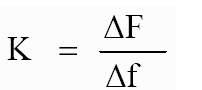 K = ΔF / Δf